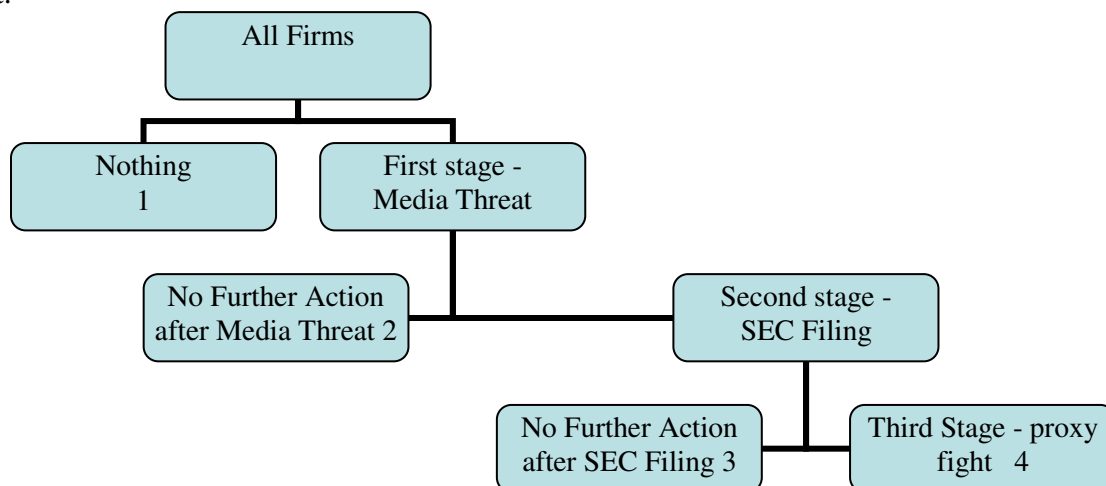 All Firms
Nothing
1
First stage -
Media Threat
No Further Action
after Media Threat 2
Second stage -
SEC Filing
No Further Action
after SEC Filing 3
Third Stage - proxy
fight 4